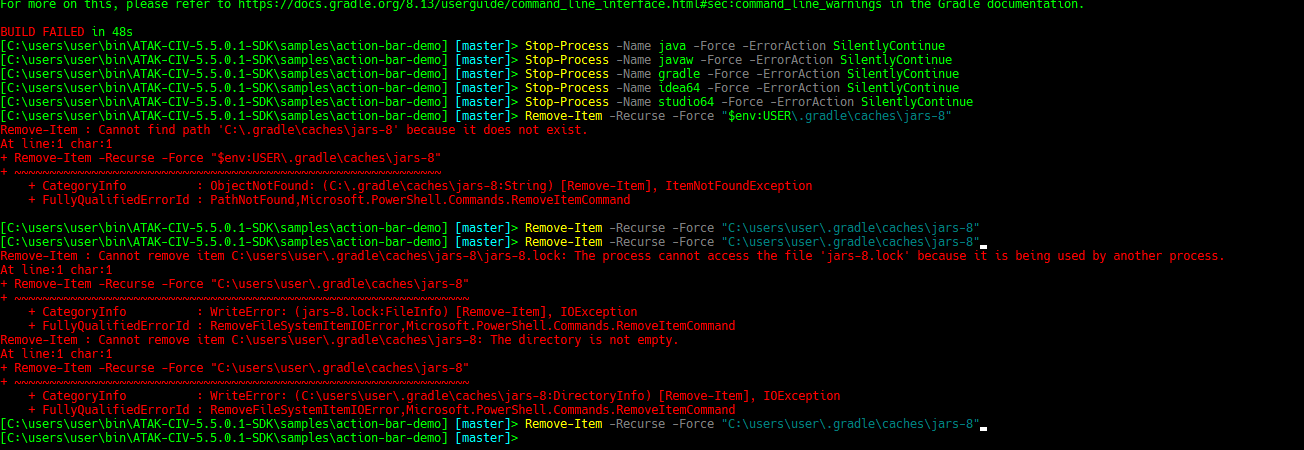 For more on this, please refer to https://docs.gradle.org/8.13/userguide/command_line_interface.html#sec:command_line_warnings in the Gradle documentation.
BUILD FAILED in 48s
[C:\users\user\bin\ATAK-CIV-5.5.0.1-SDK\samples\action-bar-demo] [master]> Stop-Process -Name java -Force -ErrorAction SilentlyContinue
[C:\users\user\bin\ATAK-CIV-5.5.0.1-SDK\samples\action-bar-demo] [master]> Stop-Process -Name javaw -Force -ErrorAction SilentlyContinue
[C:\users\user\bin\ATAK-CIV-5.5.0.1-SDK\samples\action-bar-demo] [master]> Stop-Process -Name gradle -Force -ErrorAction SilentlyContinue
[C:\users\user\bin\ATAK-CIV-5.5.0.1-SDK\samples\action-bar-demo] [master]> Stop-Process -Name idea64 -Force -ErrorAction SilentlyContinue
[C:\users\user\bin\ATAK-CIV-5.5.0.1-SDK\samples\action-bar-demo] [master]> Stop-Process -Name studio64 -Force -ErrorAction SilentlyContinue
[C:\users\user\bin\ATAK-CIV-5.5.0.1-SDK\samples\action-bar-demo] [master]> Remove-Item -Recurse -Force "$env:USER\.gradle\caches\jars-8"
Remove-Item : Cannot find path 'C:\.gradle\caches\jars-8' because it does not exist.
At line:1 char:1
+ Remove-Item -Recurse -Force "$env:USER\.gradle\caches\jars-8"
+ ~~~~~~~~~~~~~~~~~~~~~~~~~~~~~~~~~~~~~~~~~~~~~~~~~~~~~~~~~~~~~
    + CategoryInfo          : ObjectNotFound: (C:\.gradle\caches\jars-8:String) [Remove-Item], ItemNotFoundException
    + FullyQualifiedErrorId : PathNotFound,Microsoft.PowerShell.Commands.RemoveItemCommand
[C:\users\user\bin\ATAK-CIV-5.5.0.1-SDK\samples\action-bar-demo] [master]> Remove-Item -Recurse -Force "C:\users\user\.gradle\caches\jars-8"
[C:\users\user\bin\ATAK-CIV-5.5.0.1-SDK\samples\action-bar-demo] [master]> Remove-Item -Recurse -Force "C:\users\user\.gradle\caches\jars-8"
Remove-Item : Cannot remove item C:\users\user\.gradle\caches\jars-8\jars-8.lock: The process cannot access the file 'jars-8.lock' because it is being used by another process.
At line:1 char:1
+ Remove-Item -Recurse -Force "C:\users\user\.gradle\caches\jars-8"
+ ~~~~~~~~~~~~~~~~~~~~~~~~~~~~~~~~~~~~~~~~~~~~~~~~~~~~~~~~~~~~~~~~~
    + CategoryInfo          : WriteError: (jars-8.lock:FileInfo) [Remove-Item], IOException
    + FullyQualifiedErrorId : RemoveFileSystemItemIOError,Microsoft.PowerShell.Commands.RemoveItemCommand
Remove-Item : Cannot remove item C:\users\user\.gradle\caches\jars-8: The directory is not empty.
At line:1 char:1
+ Remove-Item -Recurse -Force "C:\users\user\.gradle\caches\jars-8"
+ ~~~~~~~~~~~~~~~~~~~~~~~~~~~~~~~~~~~~~~~~~~~~~~~~~~~~~~~~~~~~~~~~~
    + CategoryInfo          : WriteError: (C:\users\user\.gradle\caches\jars-8:DirectoryInfo) [Remove-Item], IOException
    + FullyQualifiedErrorId : RemoveFileSystemItemIOError,Microsoft.PowerShell.Commands.RemoveItemCommand
[C:\users\user\bin\ATAK-CIV-5.5.0.1-SDK\samples\action-bar-demo] [master]> Remove-Item -Recurse -Force "C:\users\user\.gradle\caches\jars-8"
[C:\users\user\bin\ATAK-CIV-5.5.0.1-SDK\samples\action-bar-demo] [master]>